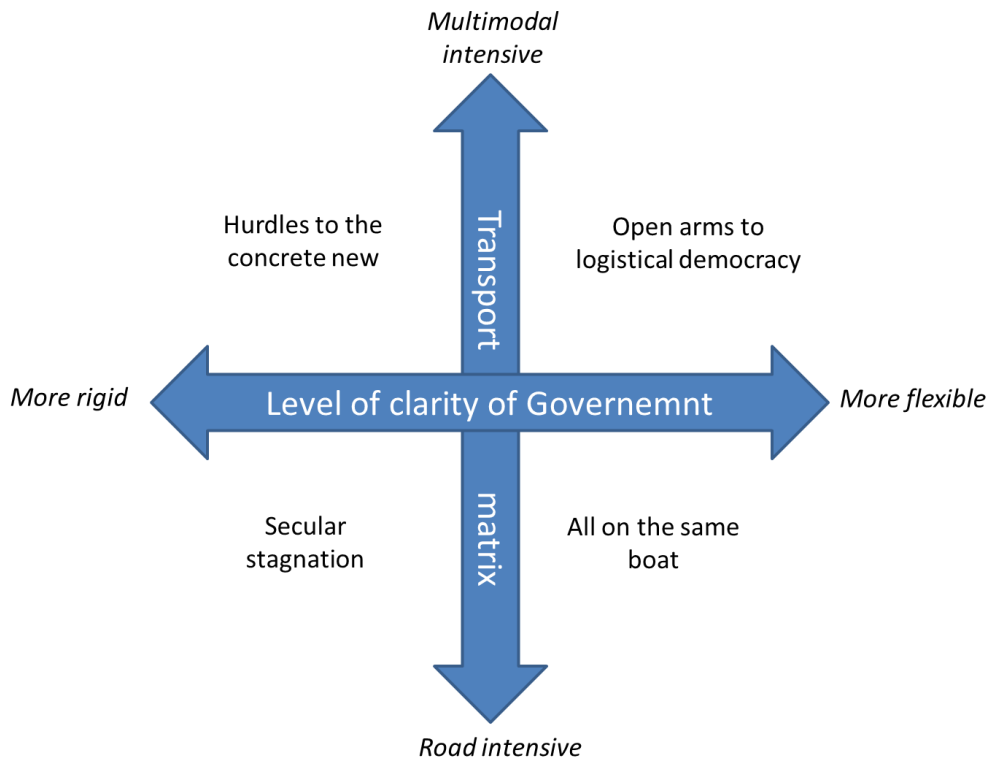 Multimodal
intensive
Hurdles to the
concrete new
Open arms to
logistical democracy
Transport
More rigid
Level of clarity of Governemnt
More flexible
matrix
Secular
stagnation
All on the same
boat
Road intensive